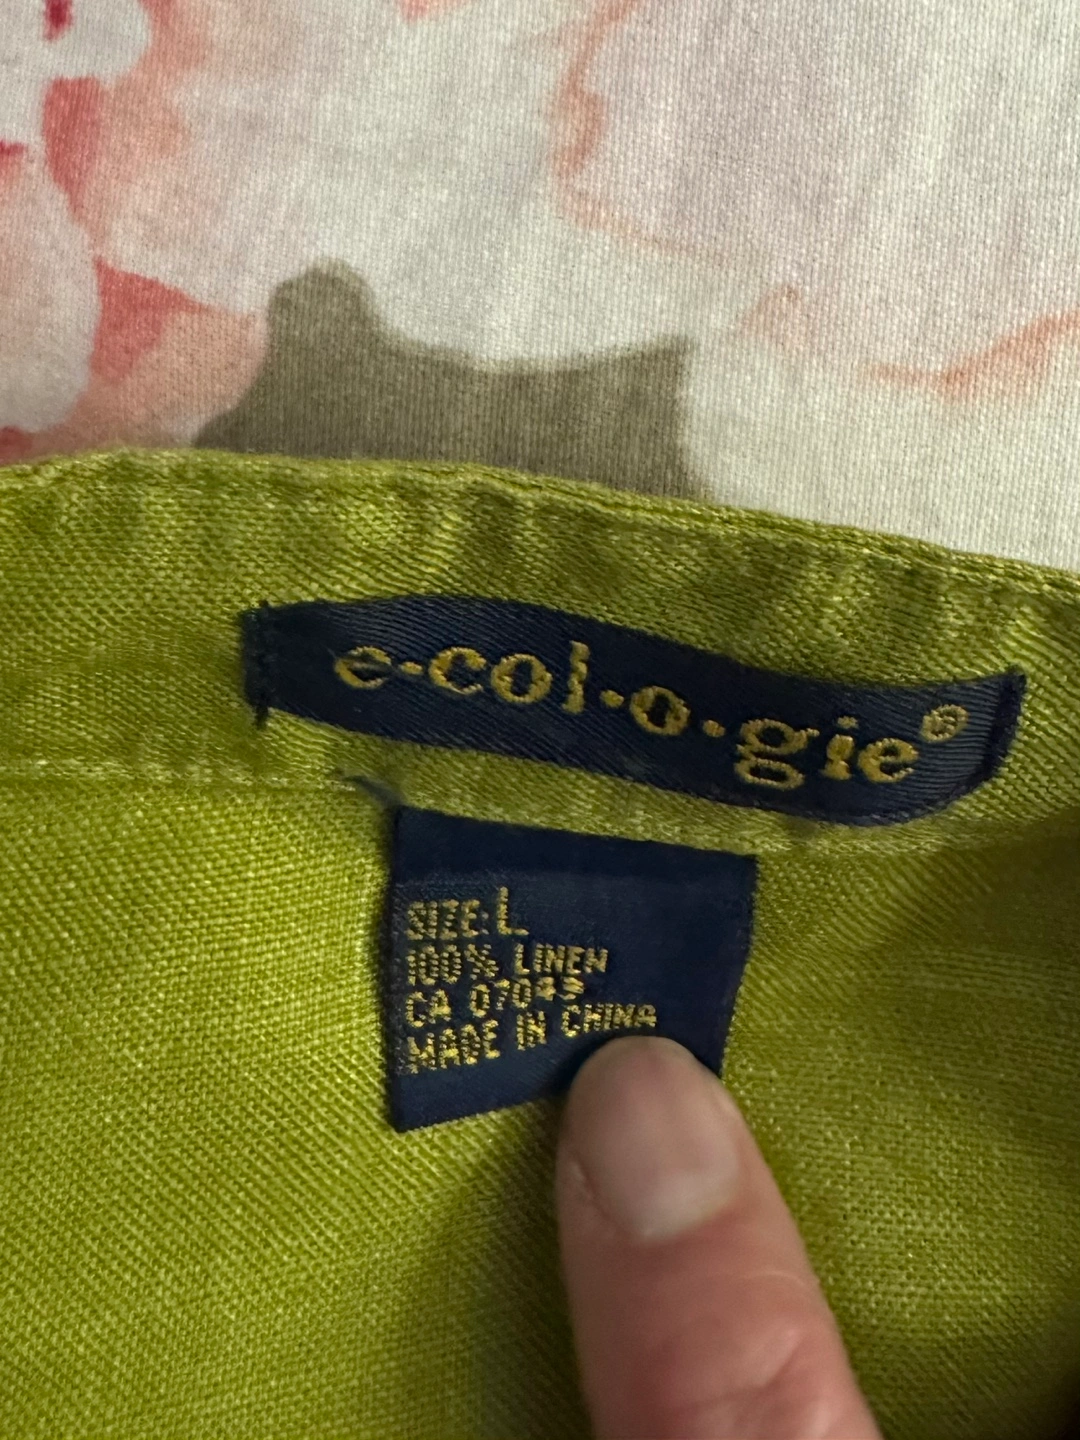 e·col·o·gie®
SIZE:L
100% LINEN
CA 07043
MADE IN CHINA